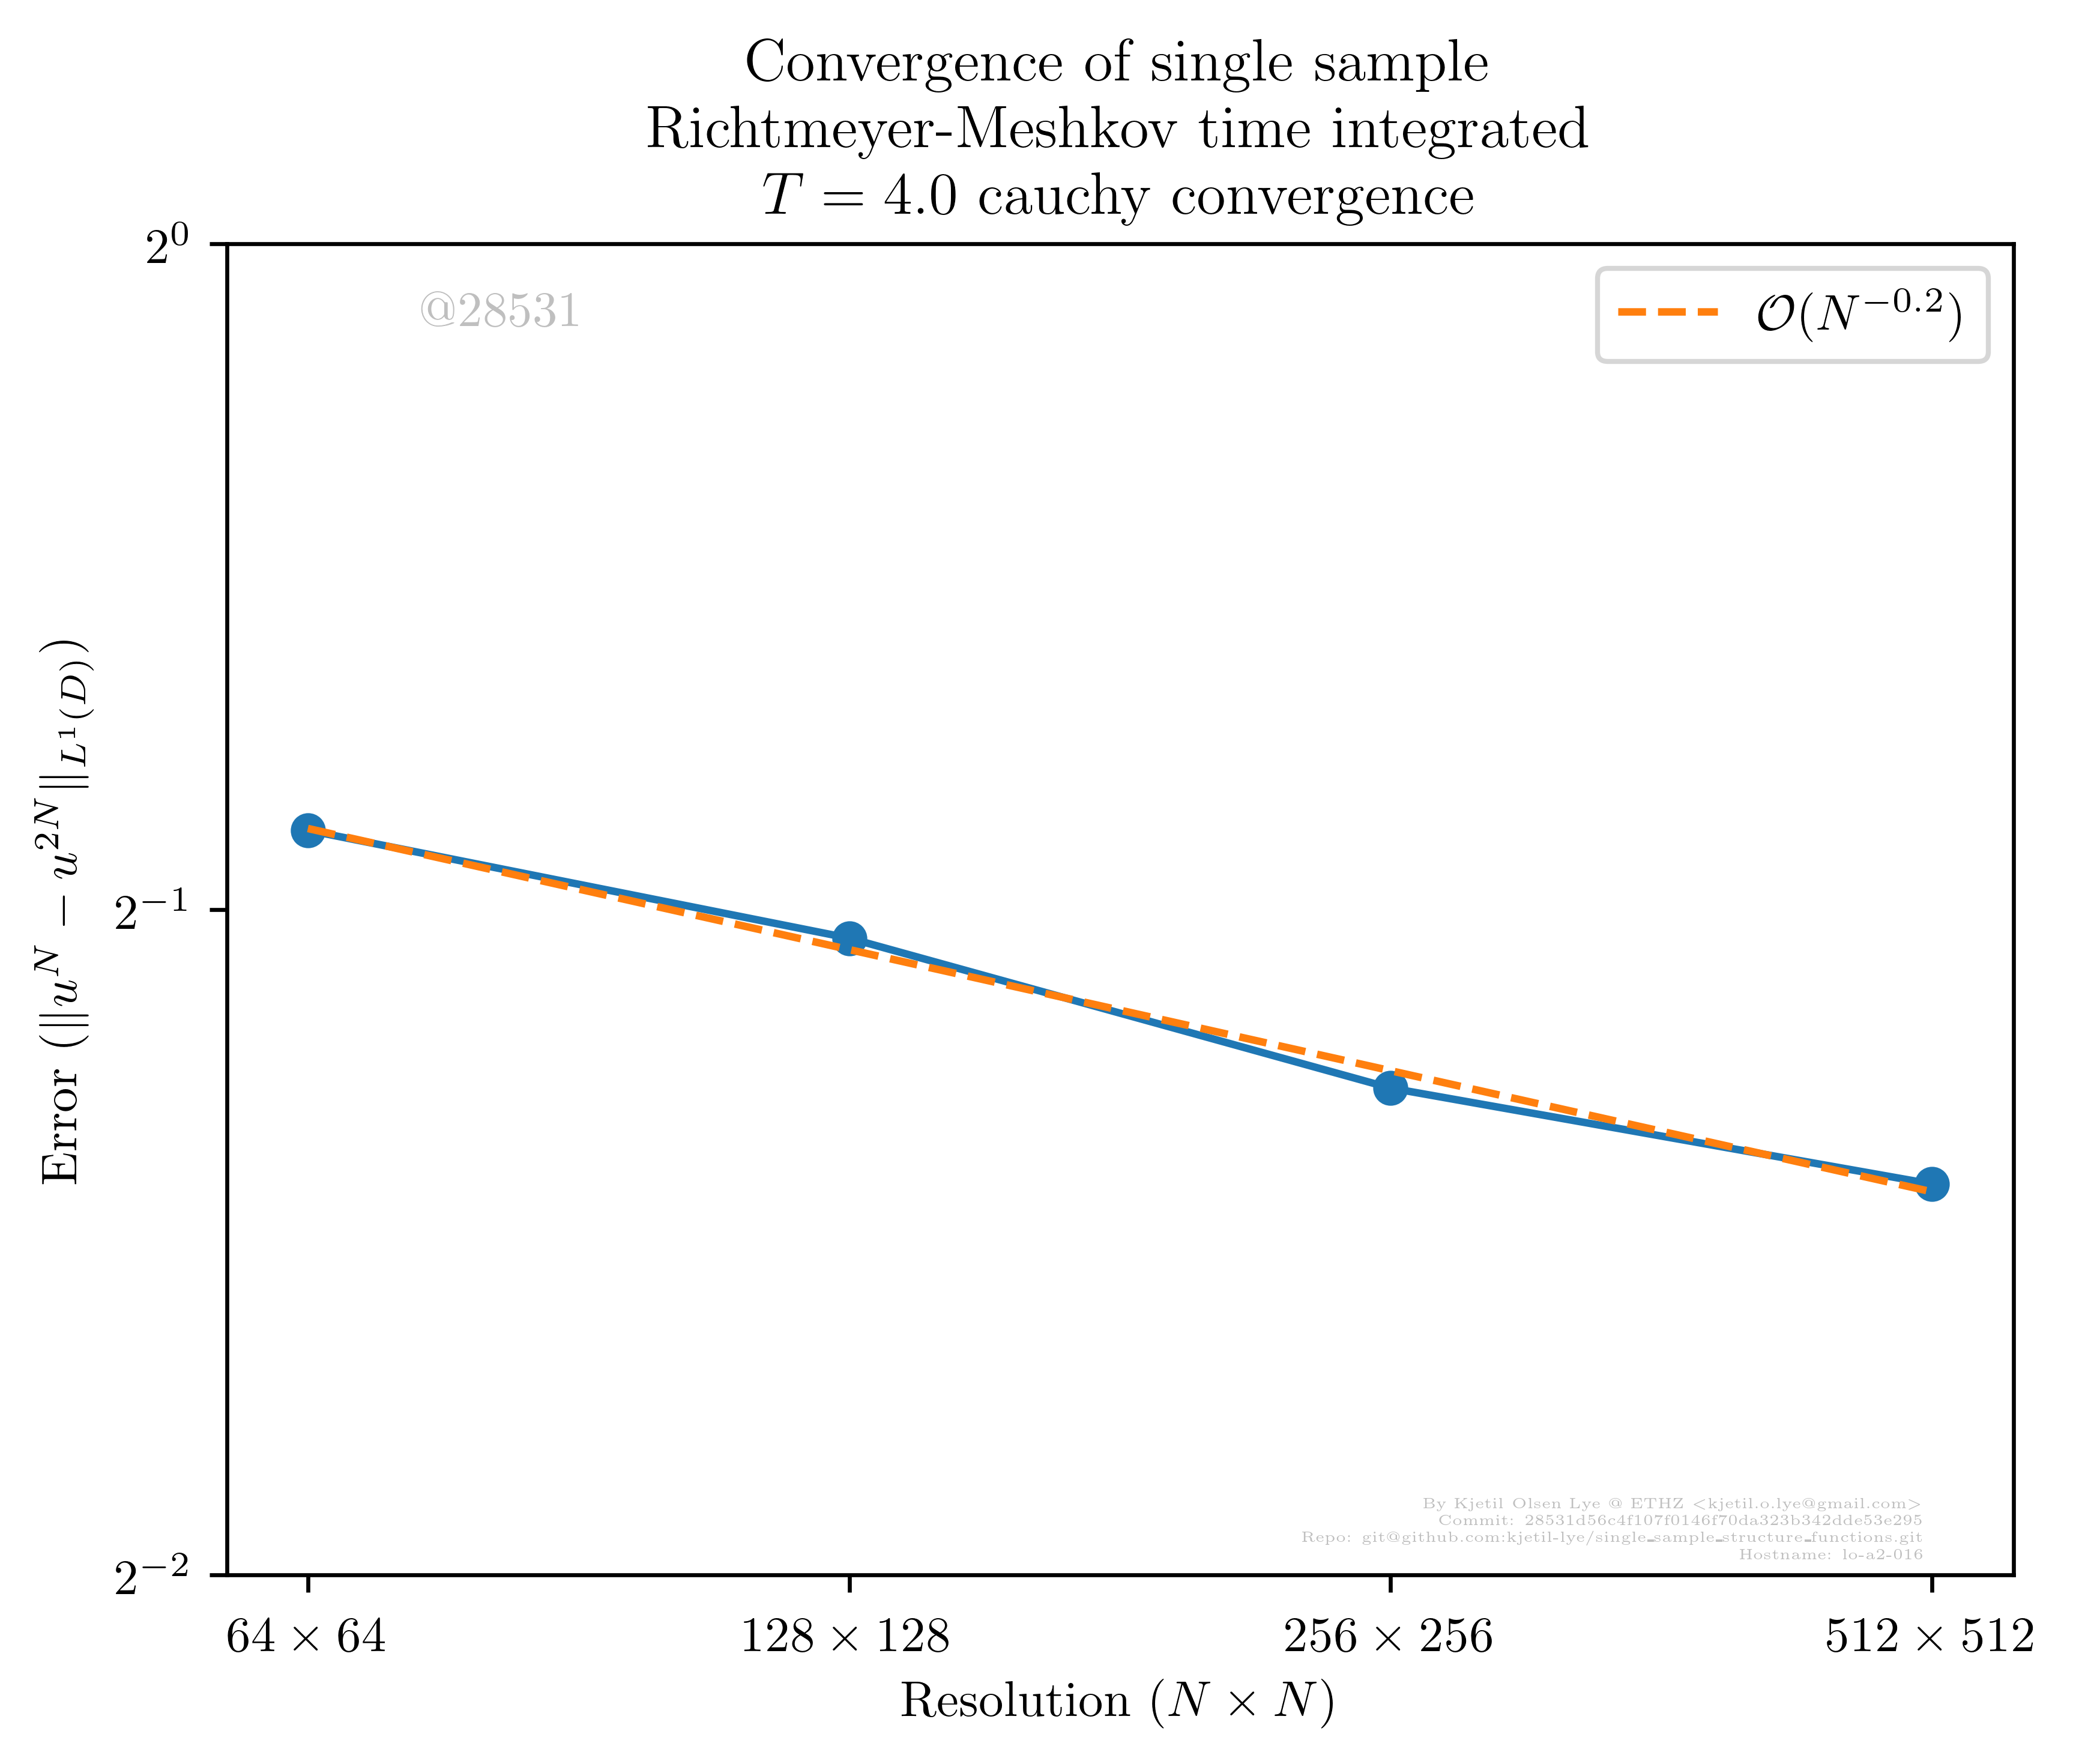 Convergence of single sample
Richtmeyer-Meshkov time integrated
T = 4.0 cauchy convergence
2^0
@28531
O(N^{-0.2})
Error (||u^N − u^{2N}||_{L^1(D)})
2^{-1}
By Kjetil Olsen Lye @ ETHZ <kjetil.o.lye@gmail.com>
Commit: 28531d56c4f107f0146f70da323b342dde53e295
Repo: git@github.com:kjetil-lye/single_sample_structure_functions.git
Hostname: lo-a2-016
2^{-2}
64 × 64 128 × 128 256 × 256 512 × 512
Resolution (N × N)